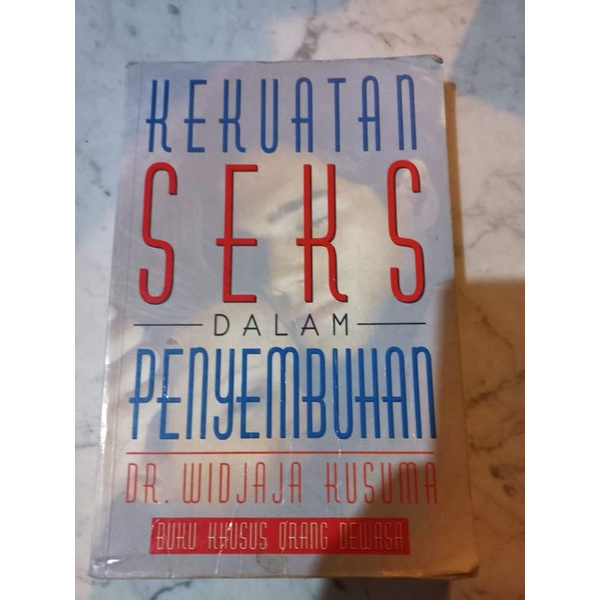 KEKUATAN
SEKS
DALAM
PENYEMBUHAN
DR. WIDJAJA KUSUMA
BUKU KHUSUS ORANG DEWASA